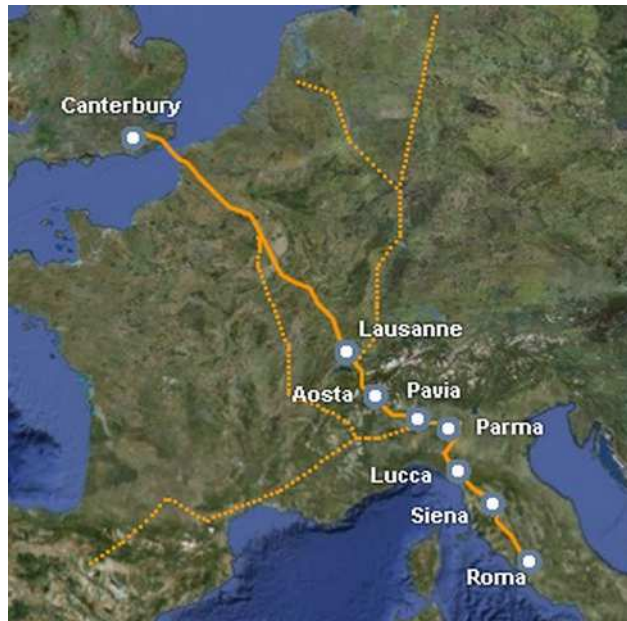 Canterbury
Lausanne
Aosta
Pavia
Parma
Lucca
Siena
Roma